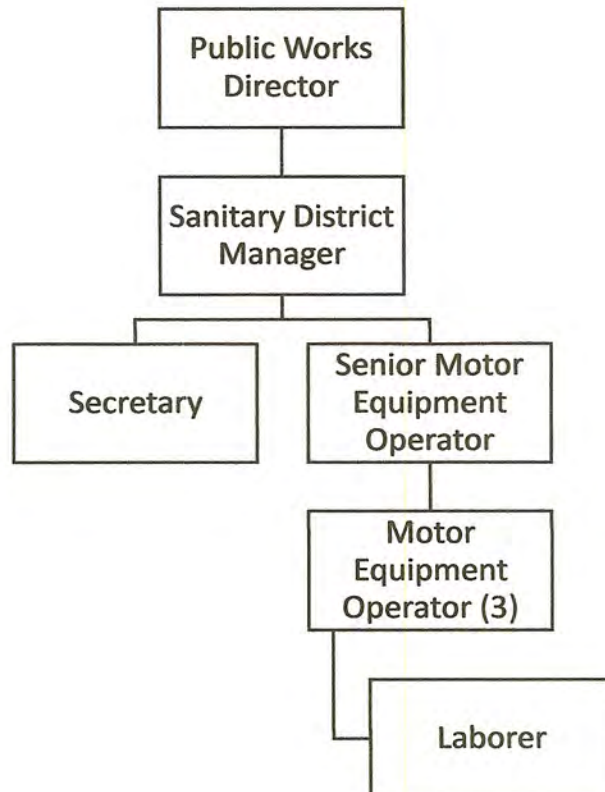 Public Works
Director
Sanitary District
Manager
Secretary
Senior Motor
Equipment
Operator
Motor
Equipment
Operator (3)
Laborer